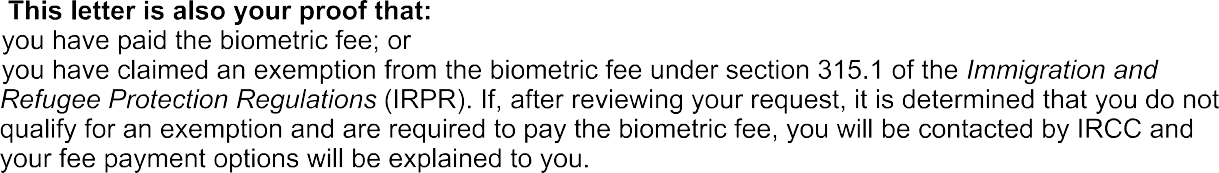 This letter is also your proof that:
you have paid the biometric fee; or
you have claimed an exemption from the biometric fee under section 315.1 of the Immigration and
Refugee Protection Regulations (IRPR). If, after reviewing your request, it is determined that you do not
qualify for an exemption and are required to pay the biometric fee, you will be contacted by IRCC and
your fee payment options will be explained to you.